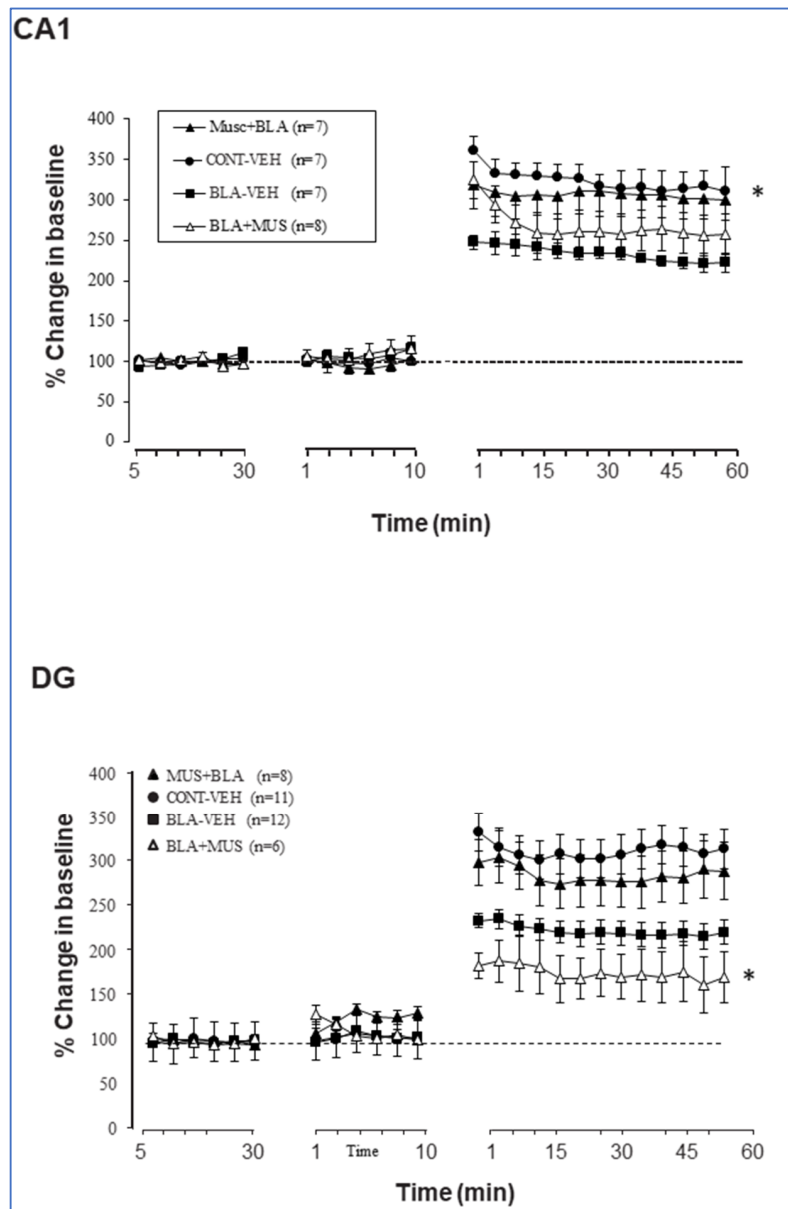 CA1
400
350
300
250
200
150
100
50
0
% Change in baseline
Musc+BLA (n=7)
CONT-VEH (n=7)
BLA-VEH (n=7)
BLA+MUS (n=8)
*
5 30 1 10 1 15 30 45 60
Time (min)
DG
400
350
300
250
200
150
100
50
0
% Change in baseline
MUS+BLA (n=8)
CONT-VEH (n=11)
BLA-VEH (n=12)
BLA+MUS (n=6)
*
5 30 1 Time 10 1 15 30 45 60
Time (min)